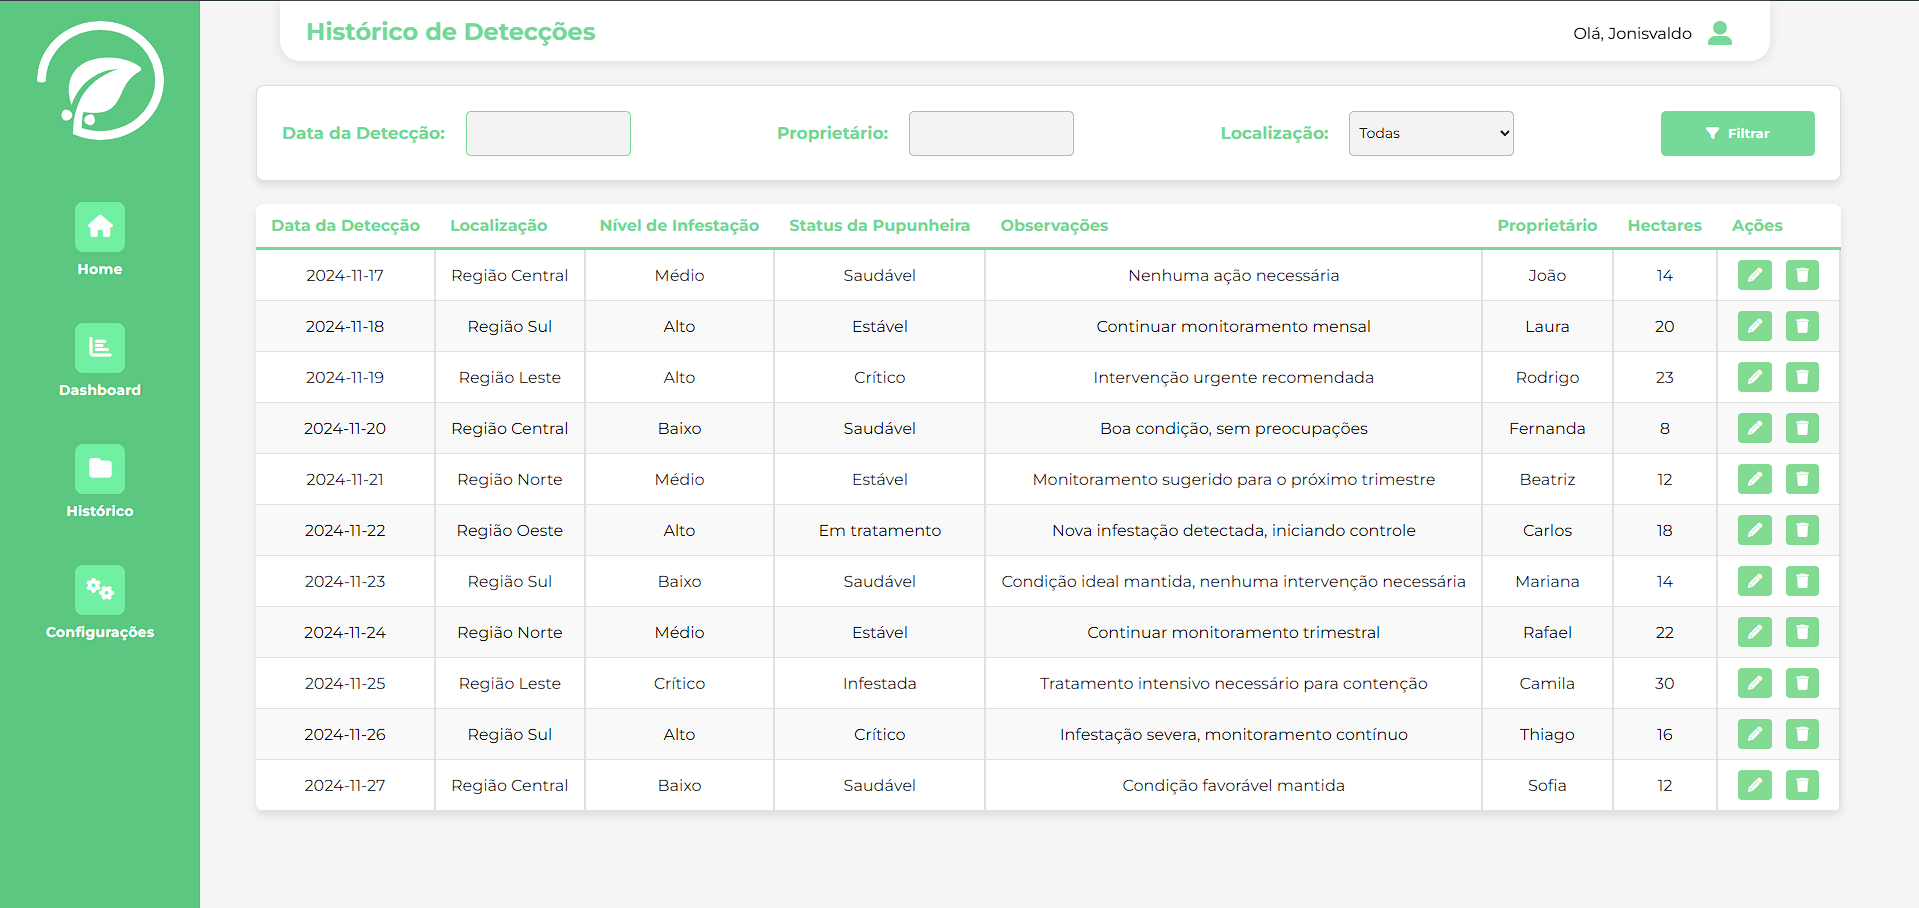 Histórico de Detecções
Olá, Jonisvaldo
Data da Detecção:
Proprietário:
Localização:
Todas
Filtrar
Home
Dashboard
Histórico
Configurações
Data da Detecção Localização Nível de Infestação Status da Pupunheira Observações Proprietário Hectares Ações
2024-11-17 Região Central Médio Saudável Nenhuma ação necessária João 14
2024-11-18 Região Sul Alto Estável Continuar monitoramento mensal Laura 20
2024-11-19 Região Leste Alto Crítico Intervenção urgente recomendada Rodrigo 23
2024-11-20 Região Central Baixo Saudável Boa condição, sem preocupações Fernanda 8
2024-11-21 Região Norte Médio Estável Monitoramento sugerido para o próximo trimestre Beatriz 12
2024-11-22 Região Oeste Alto Em tratamento Nova infestação detectada, iniciando controle Carlos 18
2024-11-23 Região Sul Baixo Saudável Condição ideal mantida, nenhuma intervenção necessária Mariana 14
2024-11-24 Região Norte Médio Estável Continuar monitoramento trimestral Rafael 22
2024-11-25 Região Leste Crítico Infestada Tratamento intensivo necessário para contenção Camila 30
2024-11-26 Região Sul Alto Crítico Infestação severa, monitoramento contínuo Thiago 16
2024-11-27 Região Central Baixo Saudável Condição favorável mantida Sofia 12